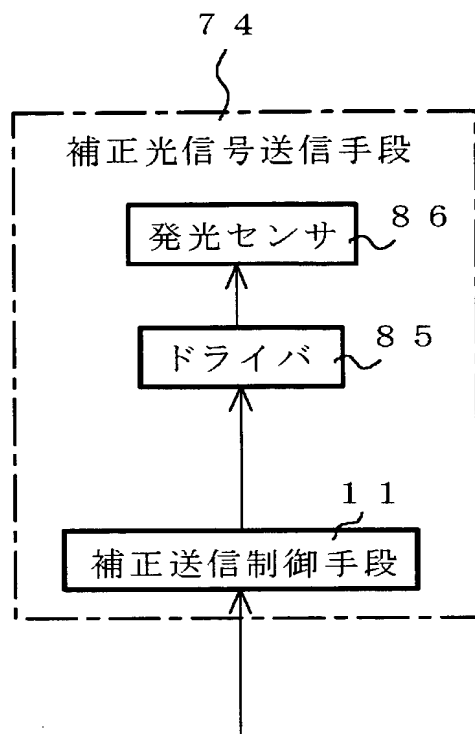 ７４
補正光信号送信手段
発光センサ
８６
ドライバ
８５
１１
補正送信制御手段